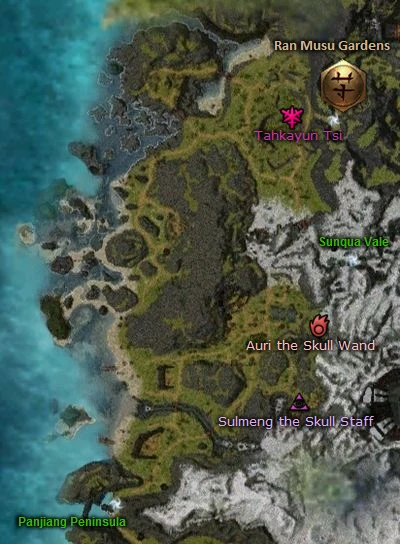 Ran Musu Gardens
Tahkayun Tsi
Sunqua Vale
Auri the Skull Wand
Sulmeng the Skull Staff
Panjiang Peninsula